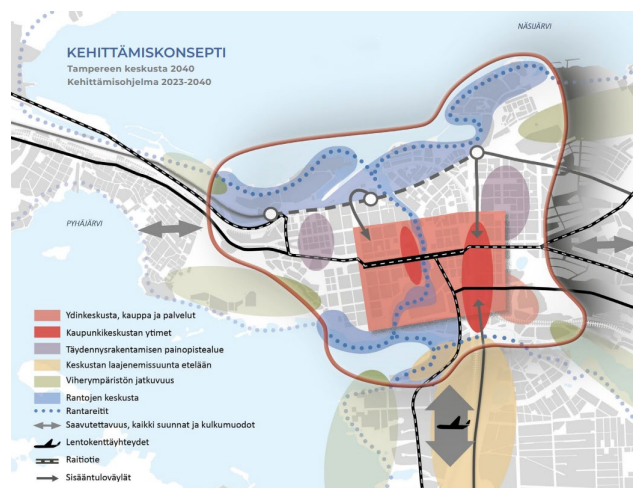 NÄSIJÄRVI
KEHITTÄMISKONSEPTI
Tampereen keskusta 2040
Kehittämisohjelma 2023-2040
PYHÄJÄRVI
Ydinkeskusta, kauppa ja palvelut
Kaupunkikeskustan ytimet
Täydennysrakentamisen painopistealue
Keskustan laajenemissuunta etelään
Viherympäristön jatkuvuus
Rantojen keskusta
Rantareitit
Saavutettavuus, kaikki suunnat ja kulkumuodot
Lentokenttäyhteydet
Raitiotie
Sisääntuloväylät